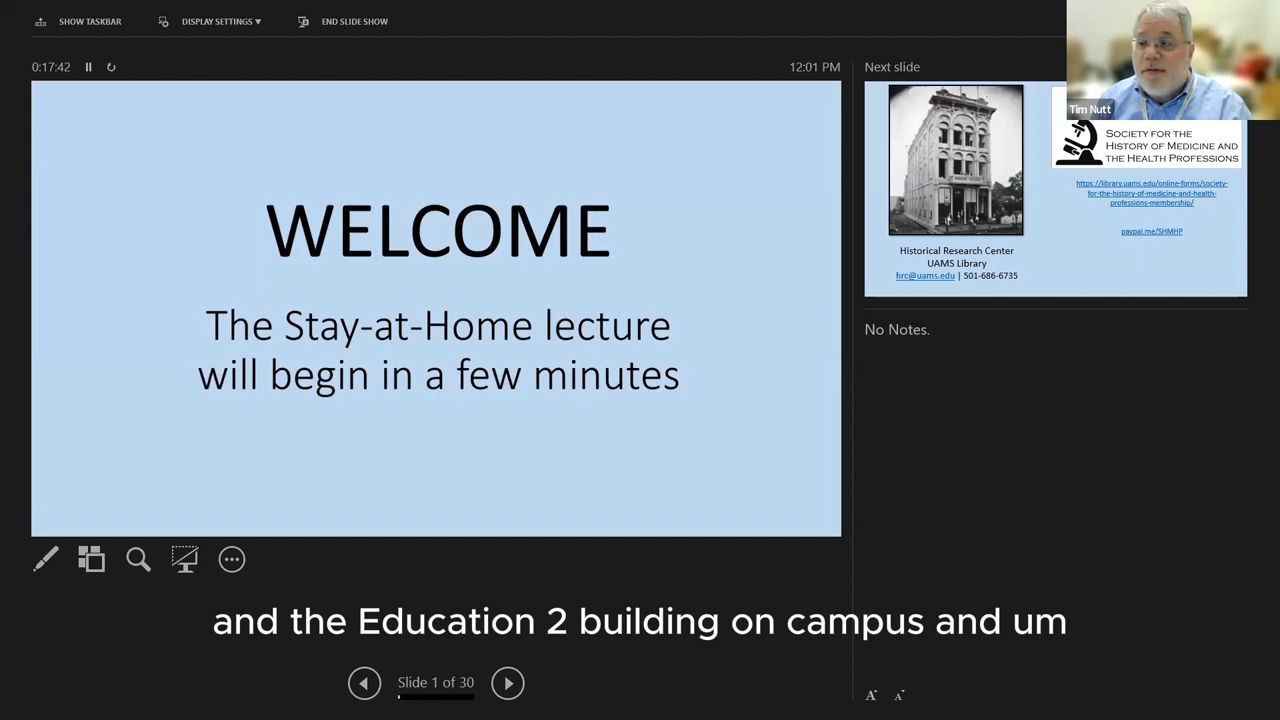 SHOW TASKBAR
DISPLAY SETTINGS ▼
END SLIDE SHOW
0:17:42
12:01 PM
WELCOME
The Stay-at-Home lecture
will begin in a few minutes
Next slide
Tim Nutt
SOCIETY FOR THE
HISTORY OF MEDICINE AND
THE HEALTH PROFESSIONS
https://library.uams.edu/online-forms/society-
for-the-history-of-medicine-and-health-
professions-membership/
paypal.me/SHMHP
Historical Research Center
UAMS Library
hrc@uams.edu | 501-686-6735
No Notes.
and the Education 2 building on campus and um
Slide 1 of 30
A A